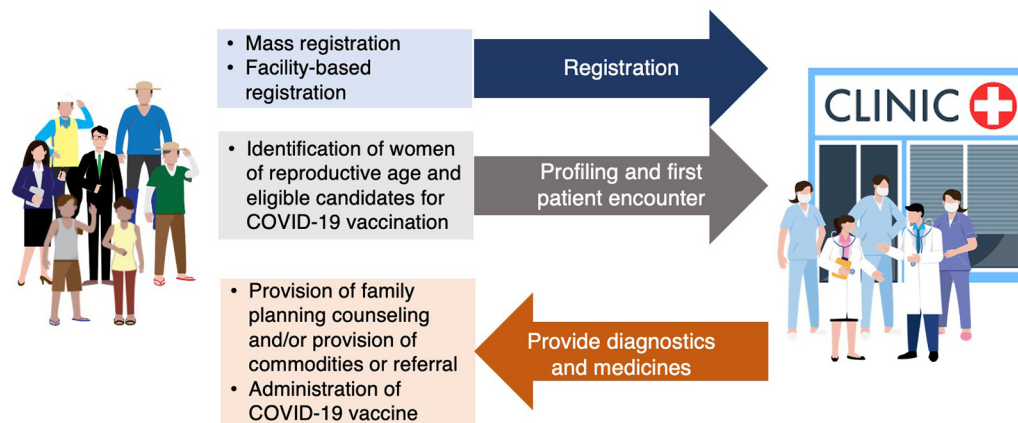 • Mass registration
• Facility-based
registration
Registration
CLINIC
• Identification of women
of reproductive age and
eligible candidates for
COVID-19 vaccination
Profiling and first
patient encounter
• Provision of family
planning counseling
and/or provision of
commodities or referral
• Administration of
COVID-19 vaccine
Provide diagnostics
and medicines